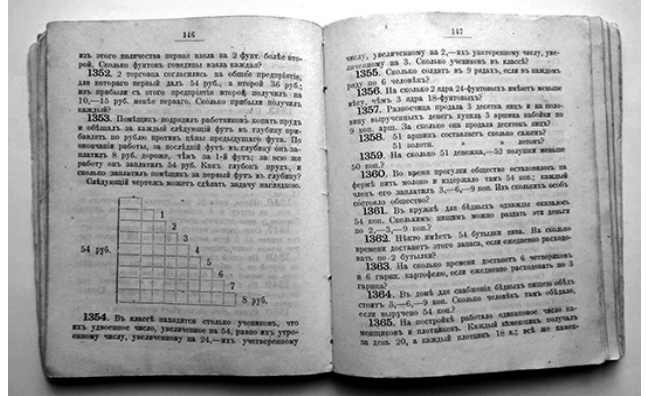 146
изъ этого количества первая взяла на 2 фунт. болѣе вто-
рой. Сколько фунтовъ говядины взяла каждая?
1352. 2 торговца согласились на общее предпріятіе,
для котораго первый далъ 54 руб., а второй 36 руб.;
изъ прибыли съ этого предпріятія второй получилъ на
10,—15 руб. менѣе перваго. Сколько прибыли получилъ
каждый?
1353. Помѣщикъ подрядилъ работниковъ копать прудъ
и обѣщалъ за каждый слѣдующій футъ въ глубину при-
бавлять по рублю противъ цѣны предыдущаго фута. По
окончаніи работы, за послѣдній футъ въ глубину онъ за-
платилъ 8 руб. дороже, чѣмъ за 1-й футъ; за всю же
работу онъ заплатилъ 54 руб. Какъ глубокъ прудъ, и
сколько заплатилъ помѣщикъ за первый футъ въ глубину?
Слѣдующій чертежъ можетъ сдѣлать задачу наглядною.
1
2
3
4
54 руб.
5
6
7
8 руб.
1354. Въ классѣ находится столько учениковъ, что
ихъ удвоенное число, увеличенное на 54, равно ихъ утро-
енному числу, увеличенному на 24,—ихъ учетверенному
147
числу, увеличенному на 2,—ихъ упятеренному числу, уве-
личенному на 3. Сколько учениковъ въ классѣ?
1355. Сколько солдатъ въ 9 рядахъ, если въ каждомъ
ряду по 6 человѣкъ?
1356. На сколько 2 ядра 24-фунтовыхъ имѣютъ меньше
вѣсу, чѣмъ 3 ядра 18-фунтовыхъ?
1357. Разносчица продала 3 десятка яицъ и на поло-
вину вырученныхъ денегъ купила 3 аршина набойки по
9 коп. арш. За сколько она продала десятокъ яицъ?
1358. 51 аршинъ составляетъ сколько сажень?
51 золотн. " " лотовъ?
1359. На сколько 51 денежка,—52 полушки меньше
50 коп.?
1360. Во время прогулки общество остановилось на
фермѣ пить молоко и издержало тамъ 54 коп.; каждый
членъ его заплатилъ 3,—6,—9 коп. Изъ сколькихъ особъ
состояло общество?
1361. Въ кружкѣ для бѣдныхъ однажды оказалось
54 коп. Сколькимъ нищимъ можно раздать эти деньги
по 2,—3,—9 коп.?
1362. Нѣкто имѣетъ 54 бутылки пива. На сколько
времени достанетъ этого запаса, если ежедневно расходо-
вать по 2 бутылки?
1363. На сколько времени достанетъ 6 четвериковъ
и 6 гарнц. картофелю, если ежедневно расходовать по 3
гарнца?
1364. Въ домѣ для снабженія бѣдныхъ пищею обѣдъ
стоитъ 3,—6,—9 коп. Сколько человѣкъ тамъ обѣдало,
если выручено 54 коп.?
1365. На постройкѣ работало одинаковое число ка-
менщиковъ и плотниковъ. Каждый каменщикъ получалъ
за день 20, а каждый плотникъ 18 к.; всѣ же камен-